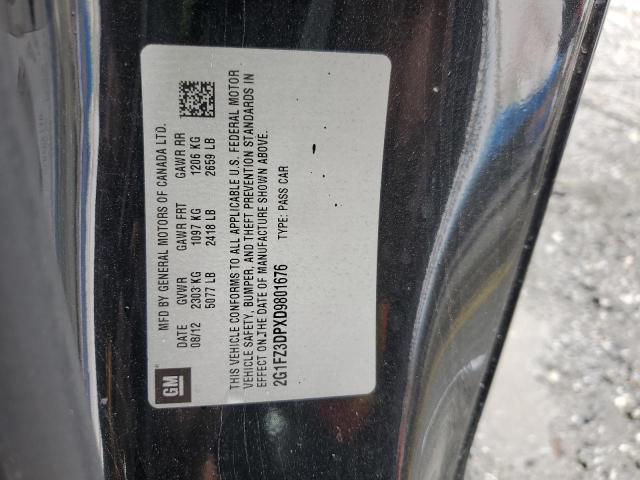 GM
MFD BY GENERAL MOTORS OF CANADA LTD.
DATE GVWR GAWR FRT GAWR RR
08/12 2303 KG 1097 KG 1206 KG
5077 LB 2418 LB 2659 LB
THIS VEHICLE CONFORMS TO ALL APPLICABLE U.S. FEDERAL MOTOR
VEHICLE SAFETY, BUMPER, AND THEFT PREVENTION STANDARDS IN
EFFECT ON THE DATE OF MANUFACTURE SHOWN ABOVE.
2G1FZ3DPXD9801676 TYPE: PASS CAR